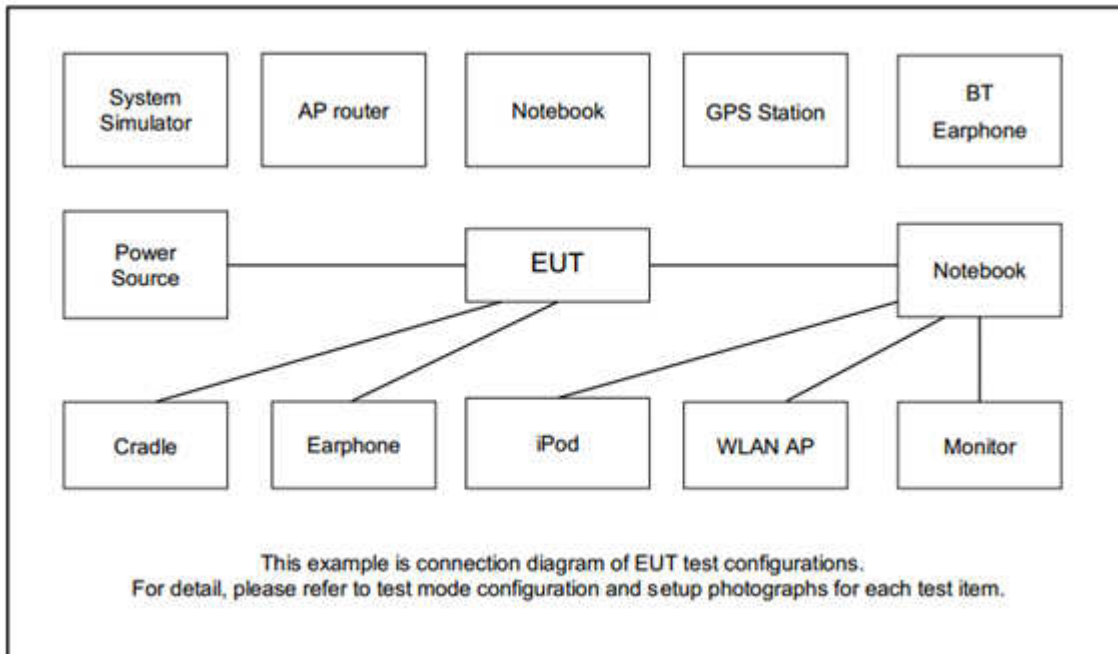 System
Simulator
AP router
Notebook
GPS Station
BT
Earphone
Power
Source
EUT
Notebook
Cradle
Earphone
iPod
WLAN AP
Monitor
This example is connection diagram of EUT test configurations.
For detail, please refer to test mode configuration and setup photographs for each test item.